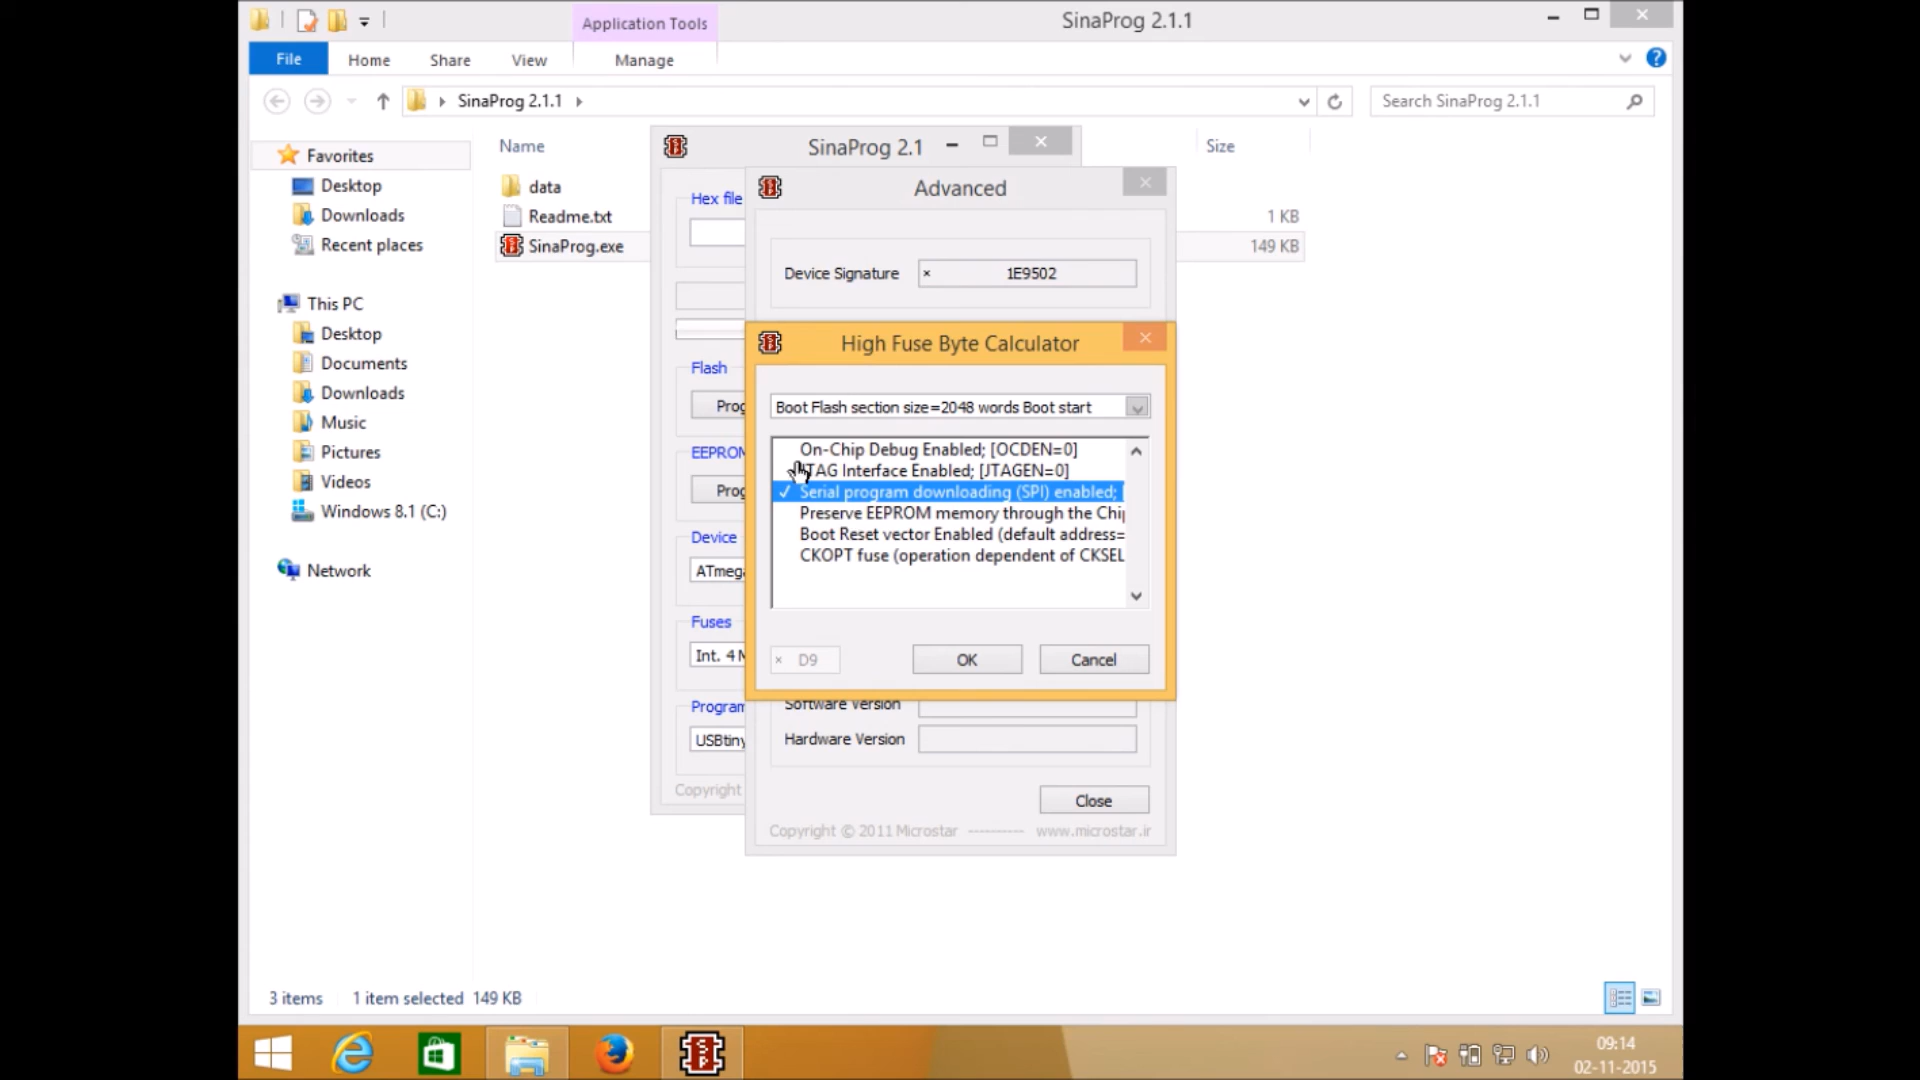 Application Tools
SinaProg 2.1.1
File
Home
Share
View
Manage
SinaProg 2.1.1
Search SinaProg 2.1.1
Favorites
Desktop
Downloads
Recent places
This PC
Desktop
Documents
Downloads
Music
Pictures
Videos
Windows 8.1 (C:)
Network
Name
Size
data
Readme.txt
1 KB
SinaProg.exe
149 KB
SinaProg 2.1
Hex file
Flash
Prog
EEPROM
Prog
Device
ATmega
Fuses
Int. 4 M
Program
USBtiny
Copyright
Advanced
Device Signature
× 1E9502
High Fuse Byte Calculator
Boot Flash section size=2048 words Boot start
On-Chip Debug Enabled; [OCDEN=0]
JTAG Interface Enabled; [JTAGEN=0]
✓ Serial program downloading (SPI) enabled; [
Preserve EEPROM memory through the Chip
Boot Reset vector Enabled (default address=
CKOPT fuse (operation dependent of CKSEL
× D9
OK
Cancel
Software Version
Hardware Version
Close
Copyright © 2011 Microstar ---------- www.microstar.ir
3 items
1 item selected 149 KB
09:14
02-11-2015